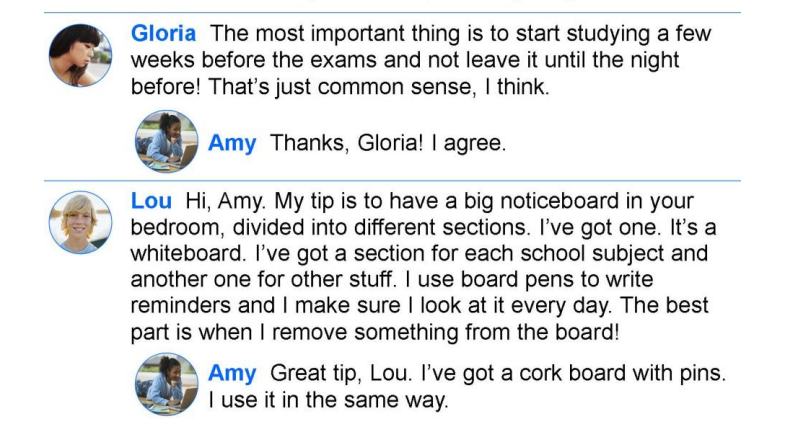 Gloria The most important thing is to start studying a few
weeks before the exams and not leave it until the night
before! That's just common sense, I think.
Amy Thanks, Gloria! I agree.
Lou Hi, Amy. My tip is to have a big noticeboard in your
bedroom, divided into different sections. I've got one. It's a
whiteboard. I've got a section for each school subject and
another one for other stuff. I use board pens to write
reminders and I make sure I look at it every day. The best
part is when I remove something from the board!
Amy Great tip, Lou. I've got a cork board with pins.
I use it in the same way.